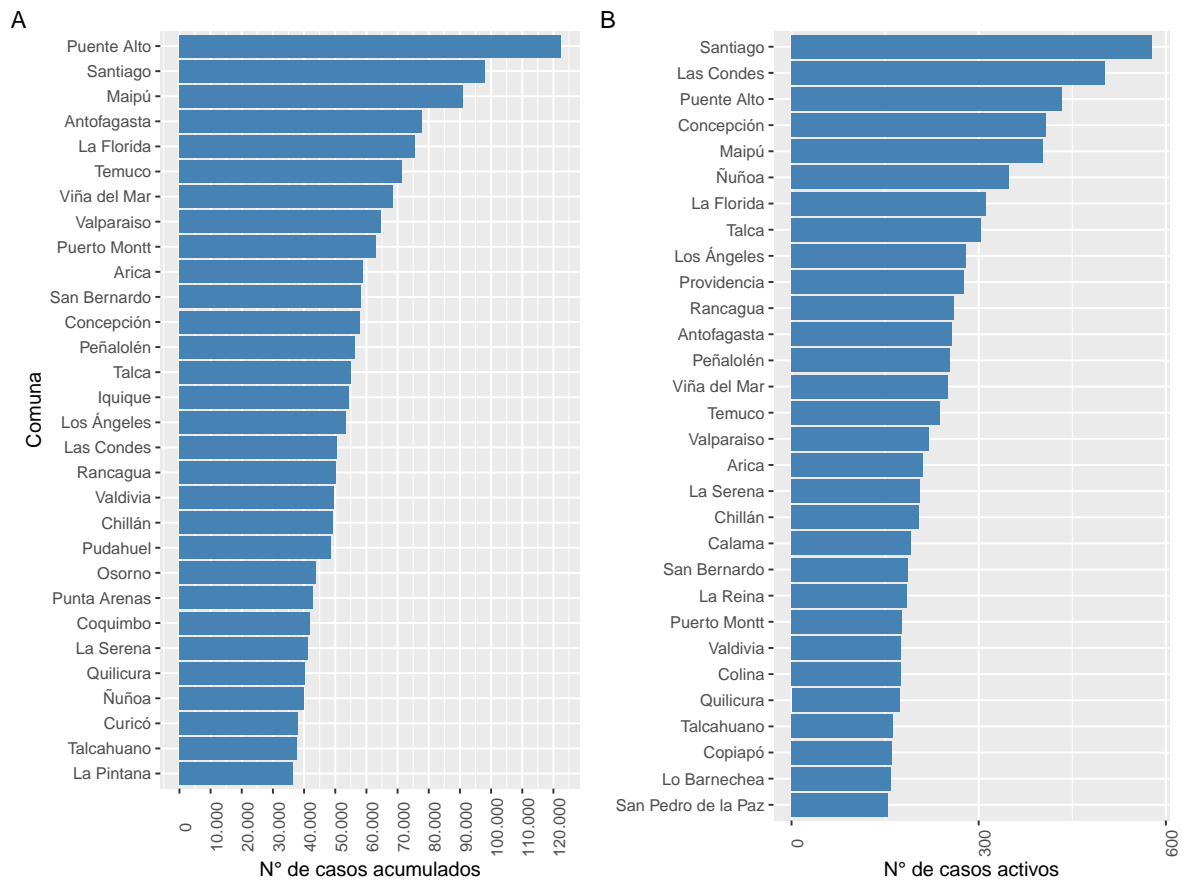 A
Puente Alto
Santiago
Maipú
Antofagasta
La Florida
Temuco
Viña del Mar
Valparaiso
Puerto Montt
Arica
San Bernardo
Concepción
Peñalolén
Talca
Iquique
Los Ángeles
Las Condes
Rancagua
Valdivia
Chillán
Pudahuel
Osorno
Punta Arenas
Coquimbo
La Serena
Quilicura
Ñuñoa
Curicó
Talcahuano
La Pintana
Comuna
0
10.000
20.000
30.000
40.000
50.000
60.000
70.000
80.000
90.000
100.000
110.000
120.000
N° de casos acumulados
B
Santiago
Las Condes
Puente Alto
Concepción
Maipú
Ñuñoa
La Florida
Talca
Los Ángeles
Providencia
Rancagua
Antofagasta
Peñalolén
Viña del Mar
Temuco
Valparaiso
Arica
La Serena
Chillán
Calama
San Bernardo
La Reina
Puerto Montt
Valdivia
Colina
Quilicura
Talcahuano
Copiapó
Lo Barnechea
San Pedro de la Paz
0
300
600
N° de casos activos